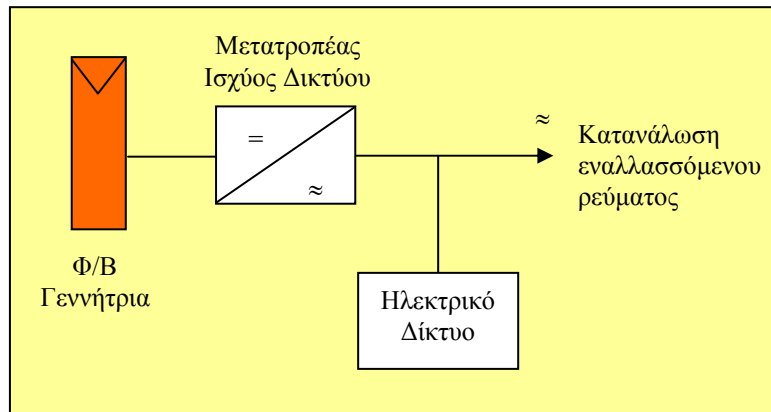 Μετατροπέας
Ισχύος Δικτύου
=
≈
≈
Κατανάλωση
εναλλασσόμενου
ρεύματος
Φ/Β
Γεννήτρια
Ηλεκτρικό
Δίκτυο